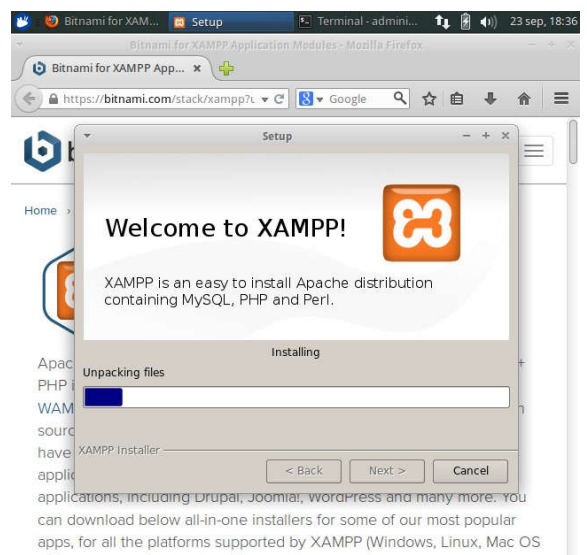 Bitnami for XAM... Setup Terminal - admini... 23 sep, 18:36
Bitnami for XAMPP Application Modules - Mozilla Firefox
Bitnami for XAMPP App...
https://bitnami.com/stack/xampp?u Google
Setup
Home ›
Welcome to XAMPP!
XAMPP is an easy to install Apache distribution
containing MySQL, PHP and Perl.
Installing
Unpacking files
Apac
PHP i
WAM
sourc
have
XAMPP Installer
applic
< Back Next > Cancel
applications, including Drupal, Joomla!, WordPress and many more. You
can download below all-in-one installers for some of our most popular
apps, for all the platforms supported by XAMPP (Windows, Linux, Mac OS